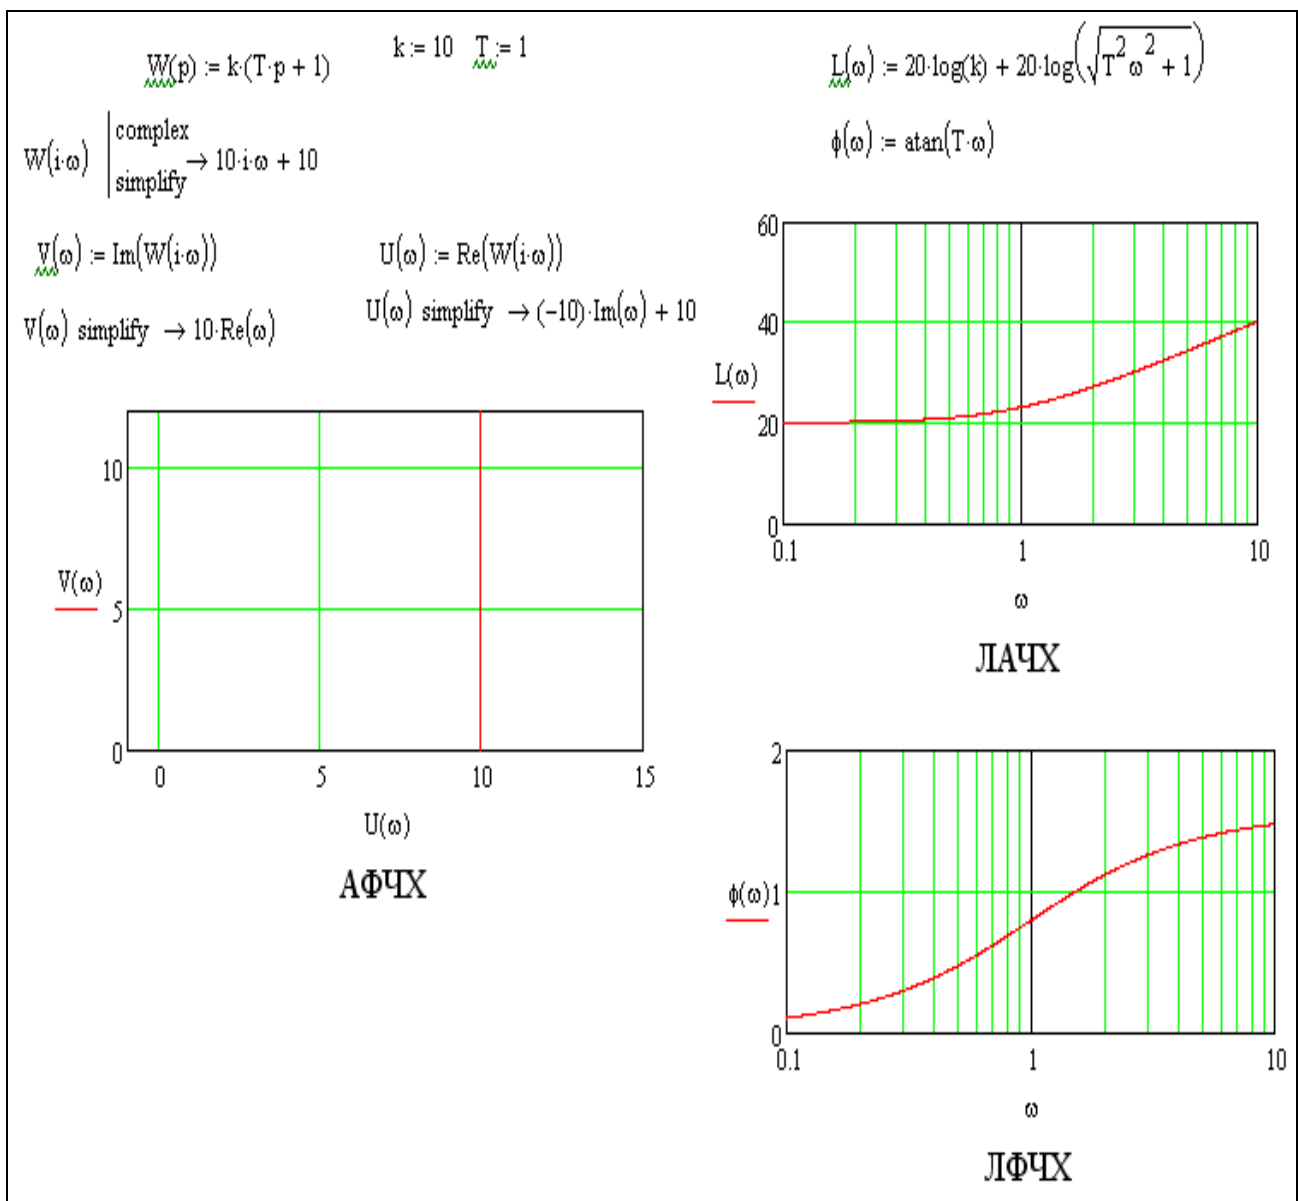 W(p) := k·(T·p + 1)
k := 10 T := 1
W(i·ω) | complex simplify → 10·i·ω + 10
V(ω) := Im(W(i·ω))
U(ω) := Re(W(i·ω))
V(ω) simplify → 10·Re(ω)
U(ω) simplify → (−10)·Im(ω) + 10
10
5
0
V(ω)
0 5 10 15
U(ω)
АФЧХ
L(ω) := 20·log(k) + 20·log(√(T²ω² + 1))
ϕ(ω) := atan(T·ω)
60
40
L(ω)
20
0
0.1 1 10
ω
ЛАЧХ
2
ϕ(ω) 1
0
0.1 1 10
ω
ЛФЧХ